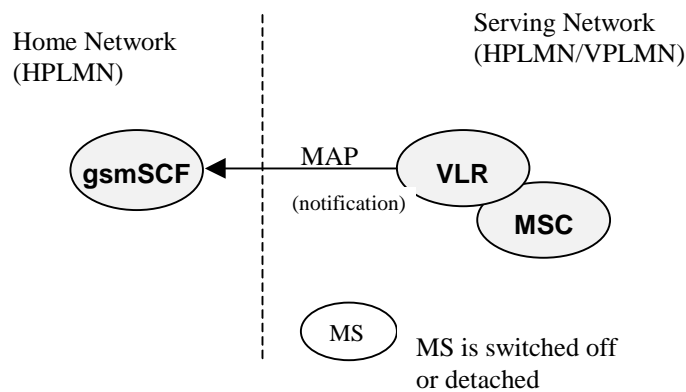 Home Network
(HPLMN)
Serving Network
(HPLMN/VPLMN)
gsmSCF
MAP
(notification)
VLR
MSC
MS
MS is switched off
or detached